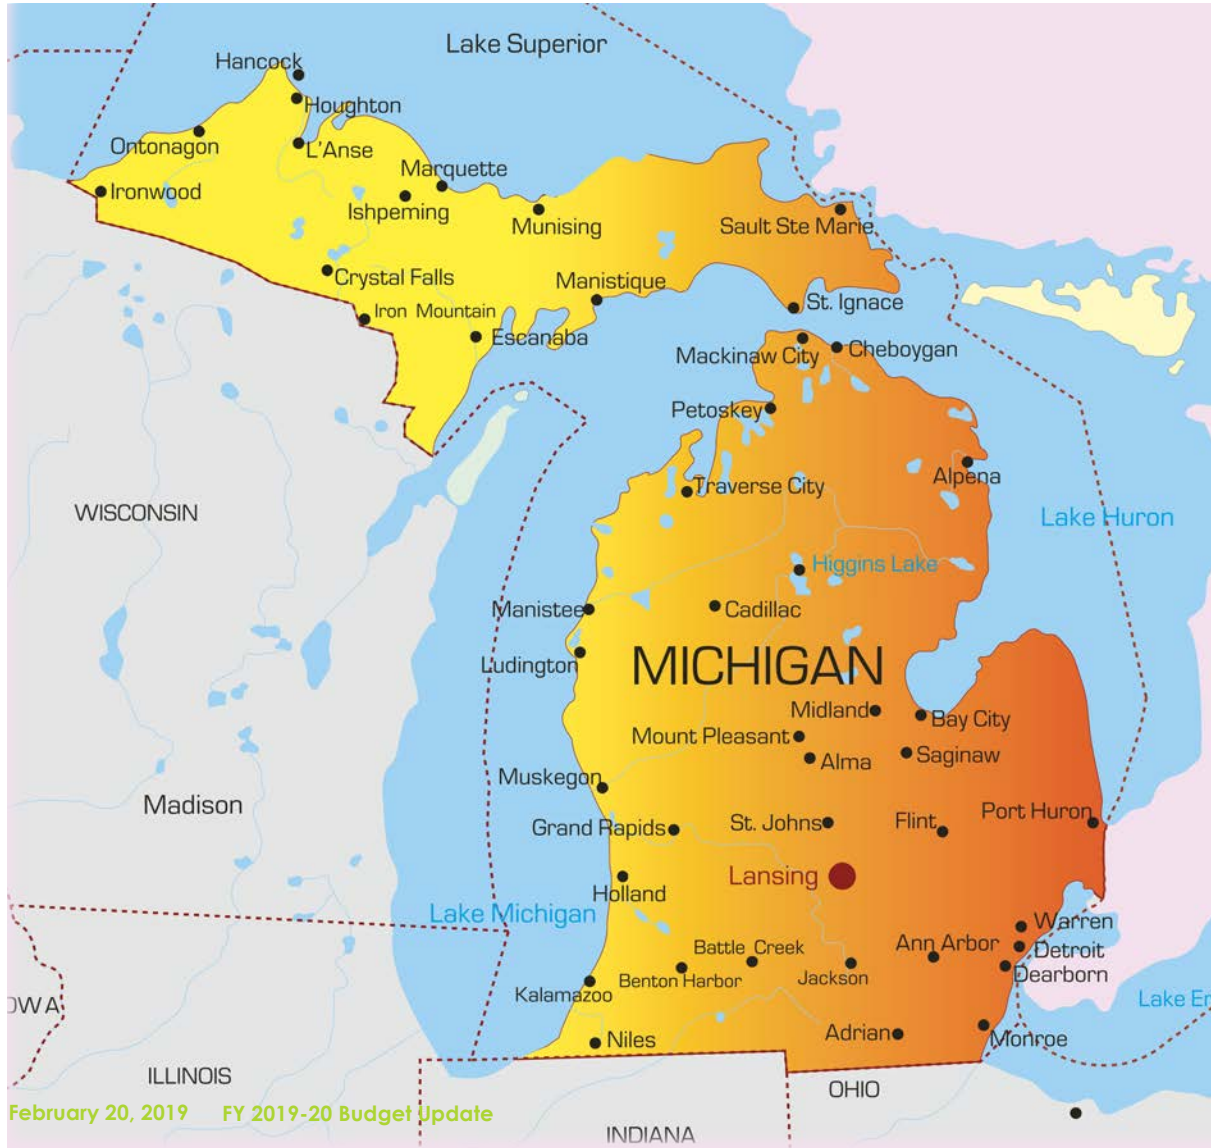 Lake Superior
Hancock
Houghton
Ontonagon
L'Anse
Marquette
Ironwood
Ishpeming
Munising
Sault Ste Marie
Crystal Falls
Manistique
Iron Mountain
St. Ignace
Escanaba
Mackinaw City
Cheboygan
Petoskey
Alpena
Traverse City
WISCONSIN
Lake Huron
Higgins Lake
Manistee
Cadillac
Ludington
MICHIGAN
Midland
Bay City
Mount Pleasant
Saginaw
Alma
Muskegon
Madison
Port Huron
Grand Rapids
St. Johns
Flint
Lansing
Holland
Lake Michigan
Warren
Ann Arbor
Detroit
Battle Creek
Dearborn
Benton Harbor
Jackson
Kalamazoo
OWA
Lake Er
Niles
Adrian
Monroe
ILLINOIS
OHIO
February 20, 2019 FY 2019-20 Budget Update
INDIANA